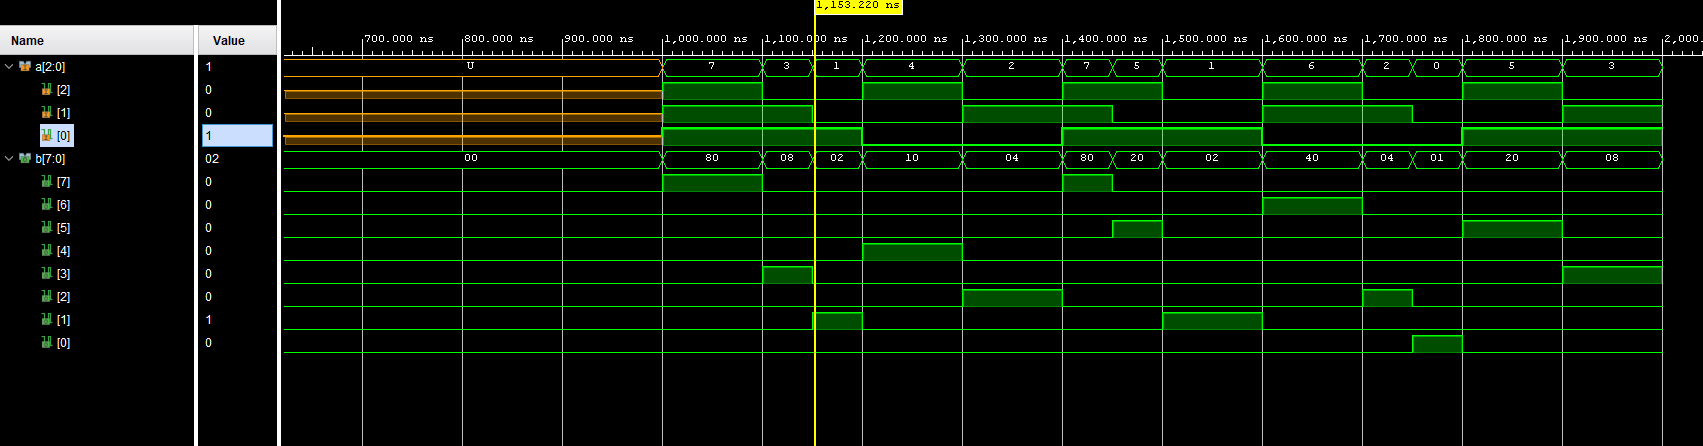 1,153.220 ns
Name Value
700.000 ns 800.000 ns 900.000 ns 1,000.000 ns 1,100.000 ns 1,200.000 ns 1,300.000 ns 1,400.000 ns 1,500.000 ns 1,600.000 ns 1,700.000 ns 1,800.000 ns 1,900.000 ns 2,000.
a[2:0] 1 U 7 3 1 4 2 7 5 1 6 2 0 5 3
[2] 0
[1] 0
[0] 1
b[7:0] 02 00 80 08 02 10 04 80 20 02 40 04 01 20 08
[7] 0
[6] 0
[5] 0
[4] 0
[3] 0
[2] 0
[1] 1
[0] 0